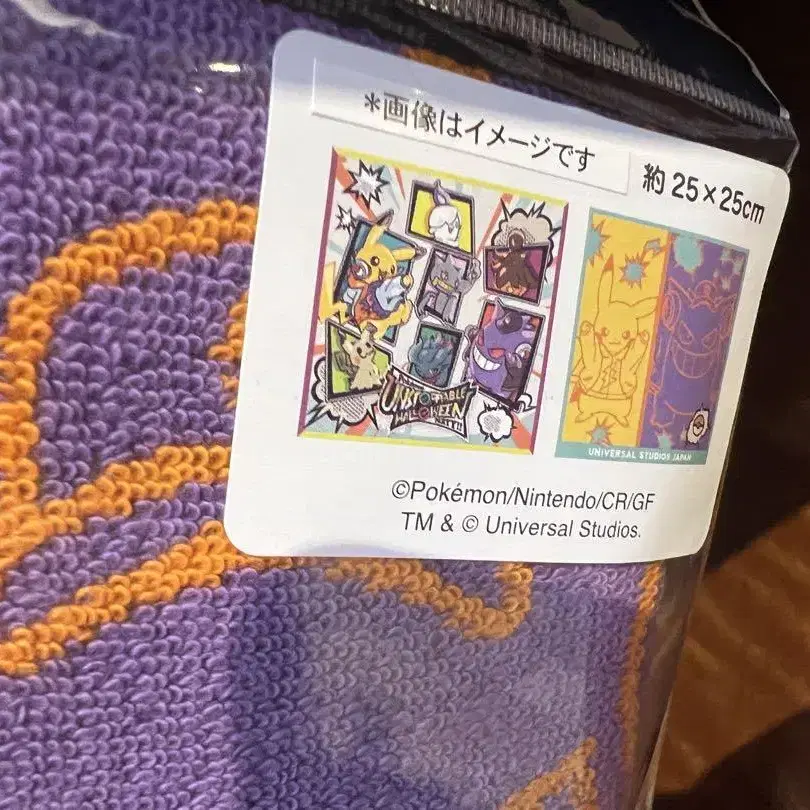 *画像はイメージです
約 25×25cm
UNSTOPPABLE
HALLOWEEN
UNIVERSAL STUDIOS JAPAN
©Pokémon/Nintendo/CR/GF
TM & © Universal Studios.